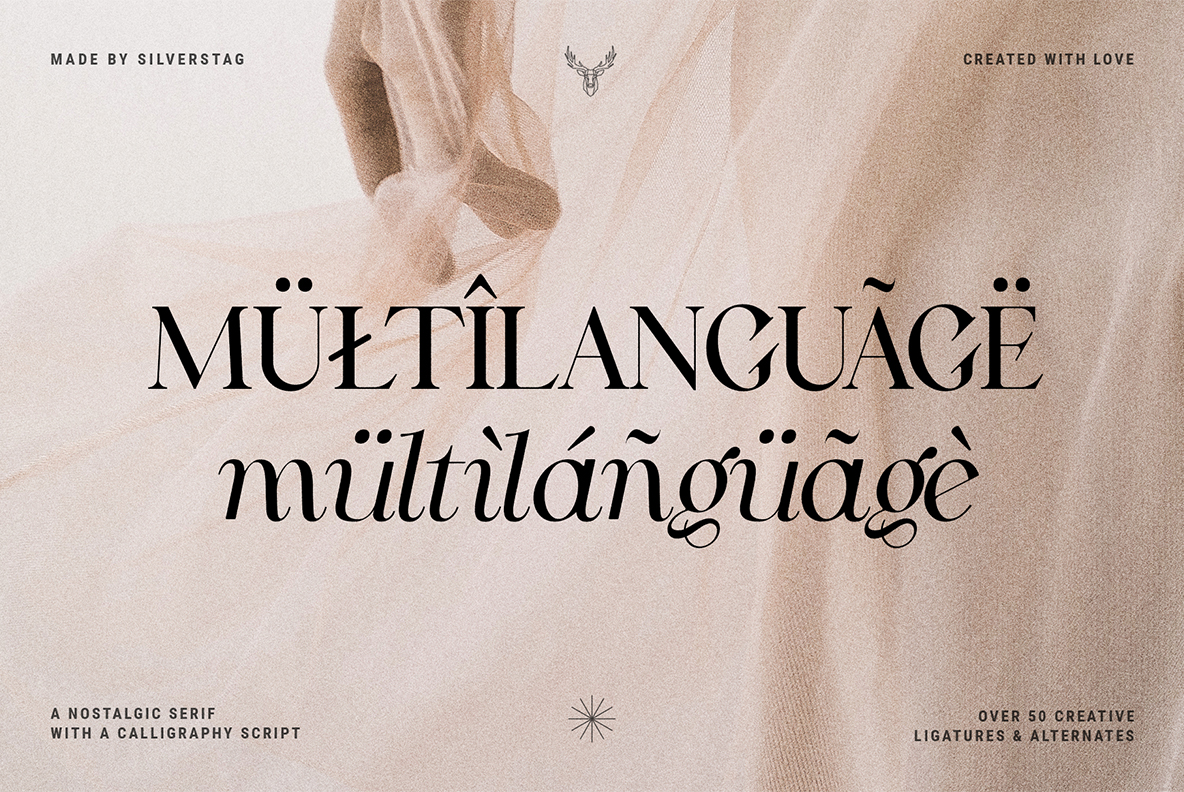 MADE BY SILVERSTAG
CREATED WITH LOVE
MÜŁTÎLANGUÃGË
mültìláñgüãgè
A NOSTALGIC SERIF
WITH A CALLIGRAPHY SCRIPT
OVER 50 CREATIVE
LIGATURES & ALTERNATES